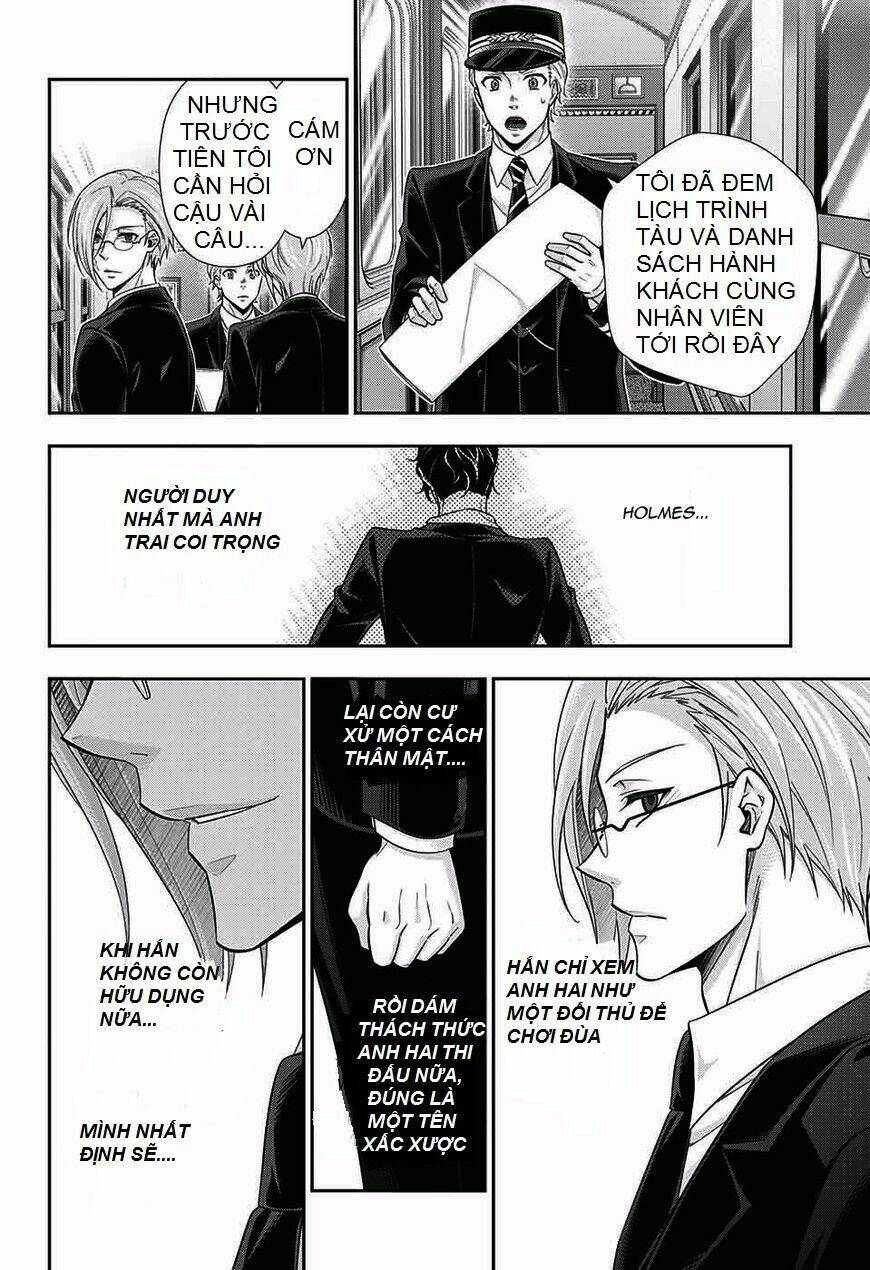 TÔI ĐÃ ĐEM
LỊCH TRÌNH
TÀU VÀ DANH
SÁCH HÀNH
KHÁCH CÙNG
NHÂN VIÊN
TỚI RỒI ĐÂY
CÁM
ƠN
NHƯNG
TRƯỚC
TIÊN TÔI
CẦN HỎI
CẬU VÀI
CÂU...
HOLMES...
NGƯỜI DUY
NHẤT MÀ ANH
TRAI COI TRỌNG
HẮN CHỈ XEM
ANH HAI NHƯ
MỘT ĐỐI THỦ ĐỂ
CHƠI ĐÙA
LẠI CÒN CƯ
XỬ MỘT CÁCH
THÂN MẬT....
RỒI DÁM
THÁCH THỨC
ANH HAI THI
ĐẤU NỮA,
ĐÚNG LÀ
MỘT TÊN
XẤC XƯỢC
KHI HẮN
KHÔNG CÒN
HỮU DỤNG
NỮA...
MÌNH NHẤT
ĐỊNH SẼ....